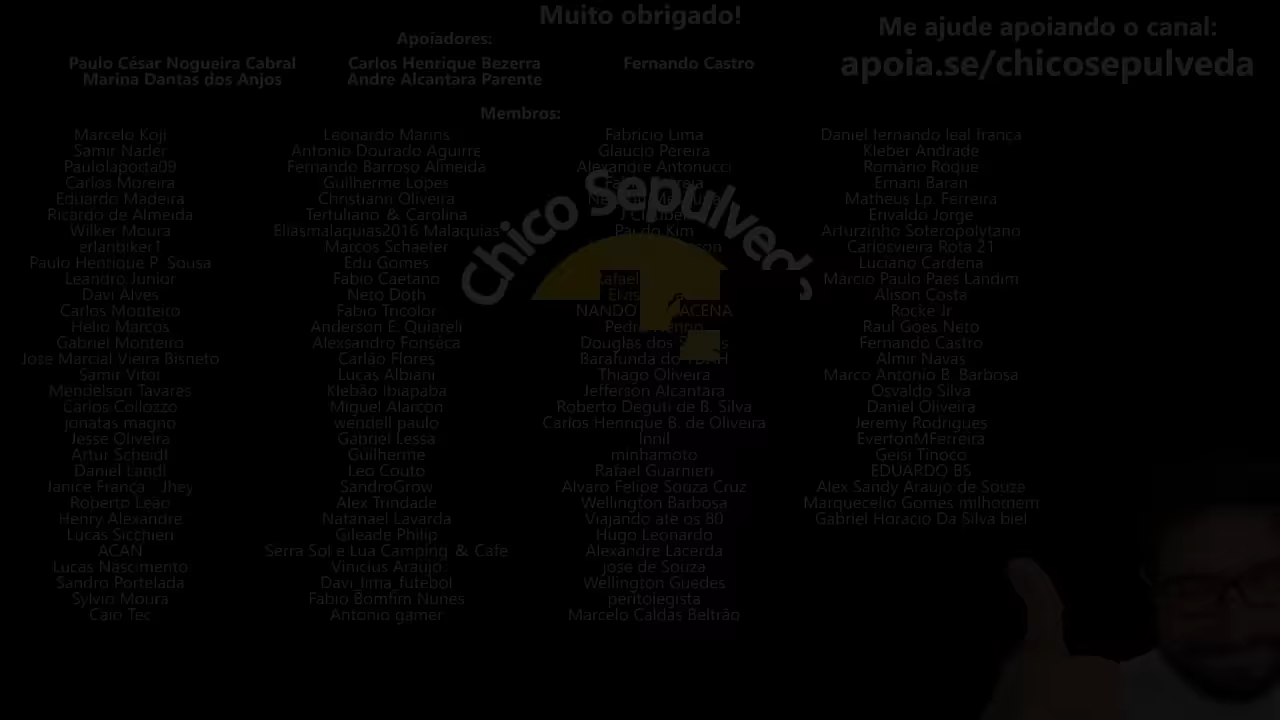 Muito obrigado!
Me ajude apoiando o canal:
apoia.se/chicosepulveda
Apoiadores:
Paulo César Nogueira Cabral
Marina Dantas dos Anjos
Carlos Henrique Bezerra
Andre Alcantara Parente
Fernando Castro
Membros:
Marcelo Koji
Samir Nader
Paulolaporta09
Carlos Moreira
Eduardo Madeira
Ricardo de Almeida
Wilker Moura
erlanbiker1
Paulo Henrique P. Sousa
Leandro Junior
Davi Alves
Carlos Monteiro
Helio Marcos
Gabriel Monteiro
Jose Marcial Vieira Bisneto
Samir Vitor
Mendelson Tavares
Carlos Collozzo
jonatas magno
Jesse Oliveira
Artur Scheidt
Daniel Landi
Janice França - Jhey
Roberto Leão
Henry Alexandre
Lucas Sicchieri
ACAN
Lucas Nascimento
Sandro Portelada
Sylvio Moura
Caio Tec
Leonardo Marins
Antonio Dourado Aguirre
Fernando Barroso Almeida
Guilherme Lopes
Christiann Oliveira
Tertuliano & Carolina
Eliasmalaquias2016 Malaquias
Marcos Schaefer
Edu Gomes
Fabio Caetano
Neto Doth
Fabio Tricolor
Anderson E. Quiareli
Alexsandro Fonsêca
Carlão Flores
Lucas Albiani
Klebão Ibiapaba
Miguel Alarcon
wendell paulo
Gabriel Lessa
Guilherme
Leo Couto
SandroGrow
Alex Trindade
Natanael Lavarda
Gileade Philip
Serra Sol e Lua Camping & Cafe
Vinicius Araujo
Davi_lima_futebol
Fabio Bomfim Nunes
Antonio gamer
Fabricio Lima
Glaucio Pereira
Alexandre Antonucci
Kim
Rafael
NANDO
Pedro
Douglas dos
Barafunda do TDAH
Thiago Oliveira
Jefferson Alcantara
Roberto Deguti de B. Silva
Carlos Henrique B. de Oliveira
Innil
minhamoto
Rafael Guarnieri
Alvaro Felipe Souza Cruz
Wellington Barbosa
Viajando até os 80
Hugo Leonardo
Alexandre Lacerda
jose de Souza
Wellington Guedes
peritolegista
Marcelo Caldas Beltrão
Daniel fernando leal frança
Kleber Andrade
Romario Roque
Ernani Baran
Matheus Lp. Ferreira
Erivaldo Jorge
Arturzinho Soteropolytano
Carlosvieira Rota 21
Luciano Cardena
Márcio Paulo Paes Landim
Alison Costa
Rocke Jr
Raul Goes Neto
Fernando Castro
Almir Navas
Marco Antonio B. Barbosa
Osvaldo Silva
Daniel Oliveira
Jeremy Rodrigues
EvertonMFerreira
Geisi Tinoco
EDUARDO BS
Alex Sandy Araujo de Souze
Marquecelio Gomes milhomem
Gabriel Horacio Da Silva biel
Chico Sepulveda